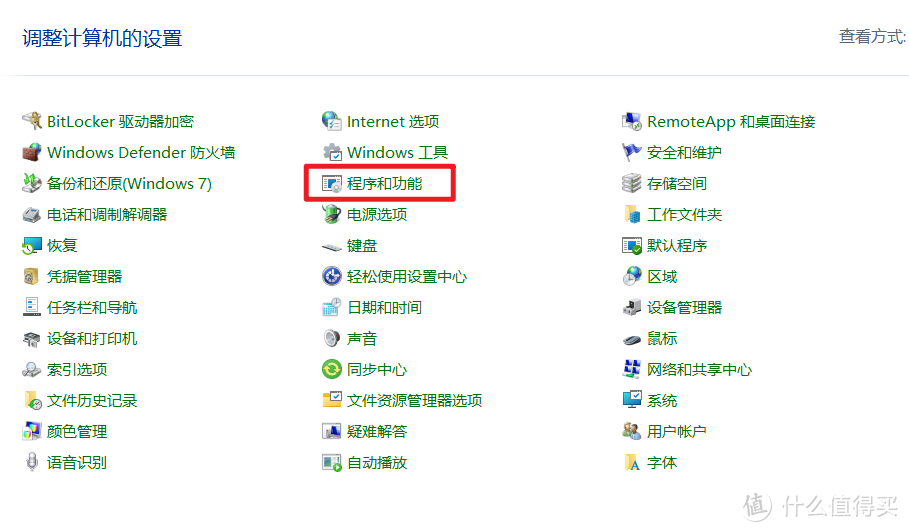 调整计算机的设置
查看方式:
BitLocker 驱动器加密
Internet 选项
RemoteApp 和桌面连接
Windows Defender 防火墙
Windows 工具
安全和维护
备份和还原(Windows 7)
程序和功能
存储空间
电话和调制解调器
电源选项
工作文件夹
恢复
键盘
默认程序
凭据管理器
轻松使用设置中心
区域
任务栏和导航
日期和时间
设备管理器
设备和打印机
声音
鼠标
索引选项
同步中心
网络和共享中心
文件历史记录
文件资源管理器选项
系统
颜色管理
疑难解答
用户帐户
语音识别
自动播放
字体
值 什么值得买